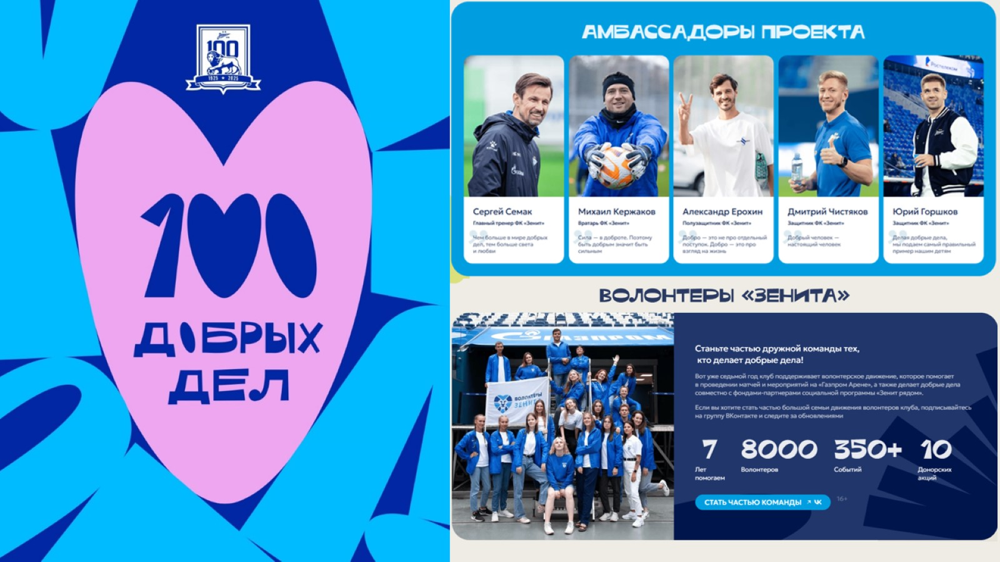 100
1925 ★ 2025
100
ДОБРЫХ
ДЕЛ
АМБАССАДОРЫ ПРОЕКТА
Ростелеком
Сергей Семак
Главный тренер ФК «Зенит»
Чем больше в мире добрых
дел, тем больше света
и любви
Михаил Кержаков
Вратарь ФК «Зенит»
Сила — в доброте. Поэтому
быть добрым значит быть
сильным
Александр Ерохин
Полузащитник ФК «Зенит»
Добро — это не про отдельный
поступок. Добро — это про
взгляд на жизнь
Дмитрий Чистяков
Защитник ФК «Зенит»
Добрый человек —
настоящий человек
Юрий Горшков
Защитник ФК «Зенит»
Делая добрые дела,
мы подаем самый правильный
пример нашим детям
ВОЛОНТЕРЫ «ЗЕНИТА»
ГАЗПРОМ
ВОЛОНТЕРЫ
ЗЕНИТА
Станьте частью дружной команды тех,
кто делает добрые дела!
Вот уже седьмой год клуб поддерживает волонтерское движение, которое помогает
в проведении матчей и мероприятий на «Газпром Арене», а также делает добрые дела
совместно с фондами-партнерами социальной программы «Зенит рядом».
Если вы хотите стать частью большой семьи движения волонтеров клуба, подписывайтесь
на группу ВКонтакте и следите за обновлениями
7 8000 350+ 10
Лет Волонтеров Событий Донорских
помогаем акций
СТАТЬ ЧАСТЬЮ КОМАНДЫ ↗ VK 16+